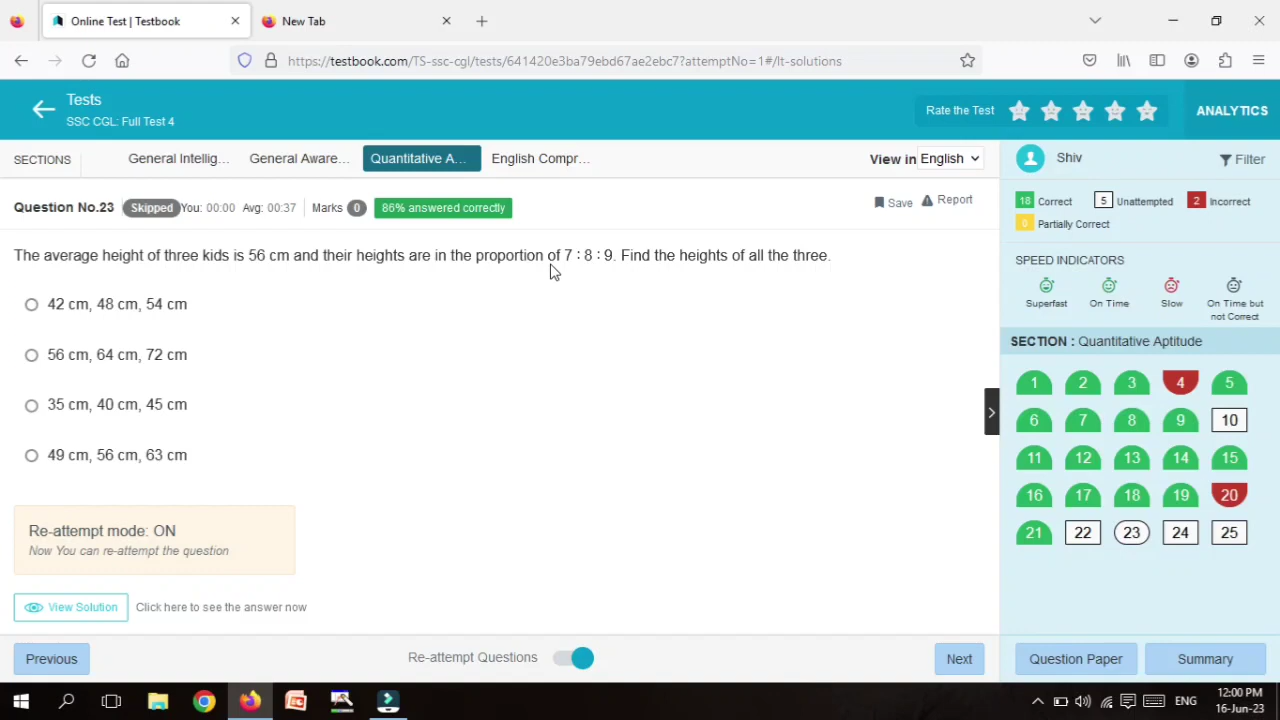 Online Test | Testbook
New Tab
https://testbook.com/TS-ssc-cgl/tests/641420e3ba79ebd67ae2ebc7?attemptNo=1#/lt-solutions
Tests
SSC CGL: Full Test 4
Rate the Test
ANALYTICS
SECTIONS
General Intellig...
General Aware...
Quantitative A...
English Compr...
View in English
Shiv
Filter
Question No.23
Skipped
You: 00:00
Avg: 00:37
Marks 0
86% answered correctly
Save
Report
18 Correct
5 Unattempted
2 Incorrect
0 Partially Correct
The average height of three kids is 56 cm and their heights are in the proportion of 7 : 8 : 9. Find the heights of all the three.
42 cm, 48 cm, 54 cm
56 cm, 64 cm, 72 cm
35 cm, 40 cm, 45 cm
49 cm, 56 cm, 63 cm
SPEED INDICATORS
Superfast
On Time
Slow
On Time but
not Correct
SECTION : Quantitative Aptitude
1 2 3 4 5
6 7 8 9 10
11 12 13 14 15
16 17 18 19 20
21 22 23 24 25
Re-attempt mode: ON
Now You can re-attempt the question
View Solution
Click here to see the answer now
Previous
Re-attempt Questions
Next
Question Paper
Summary
ENG
12:00 PM
16-Jun-23